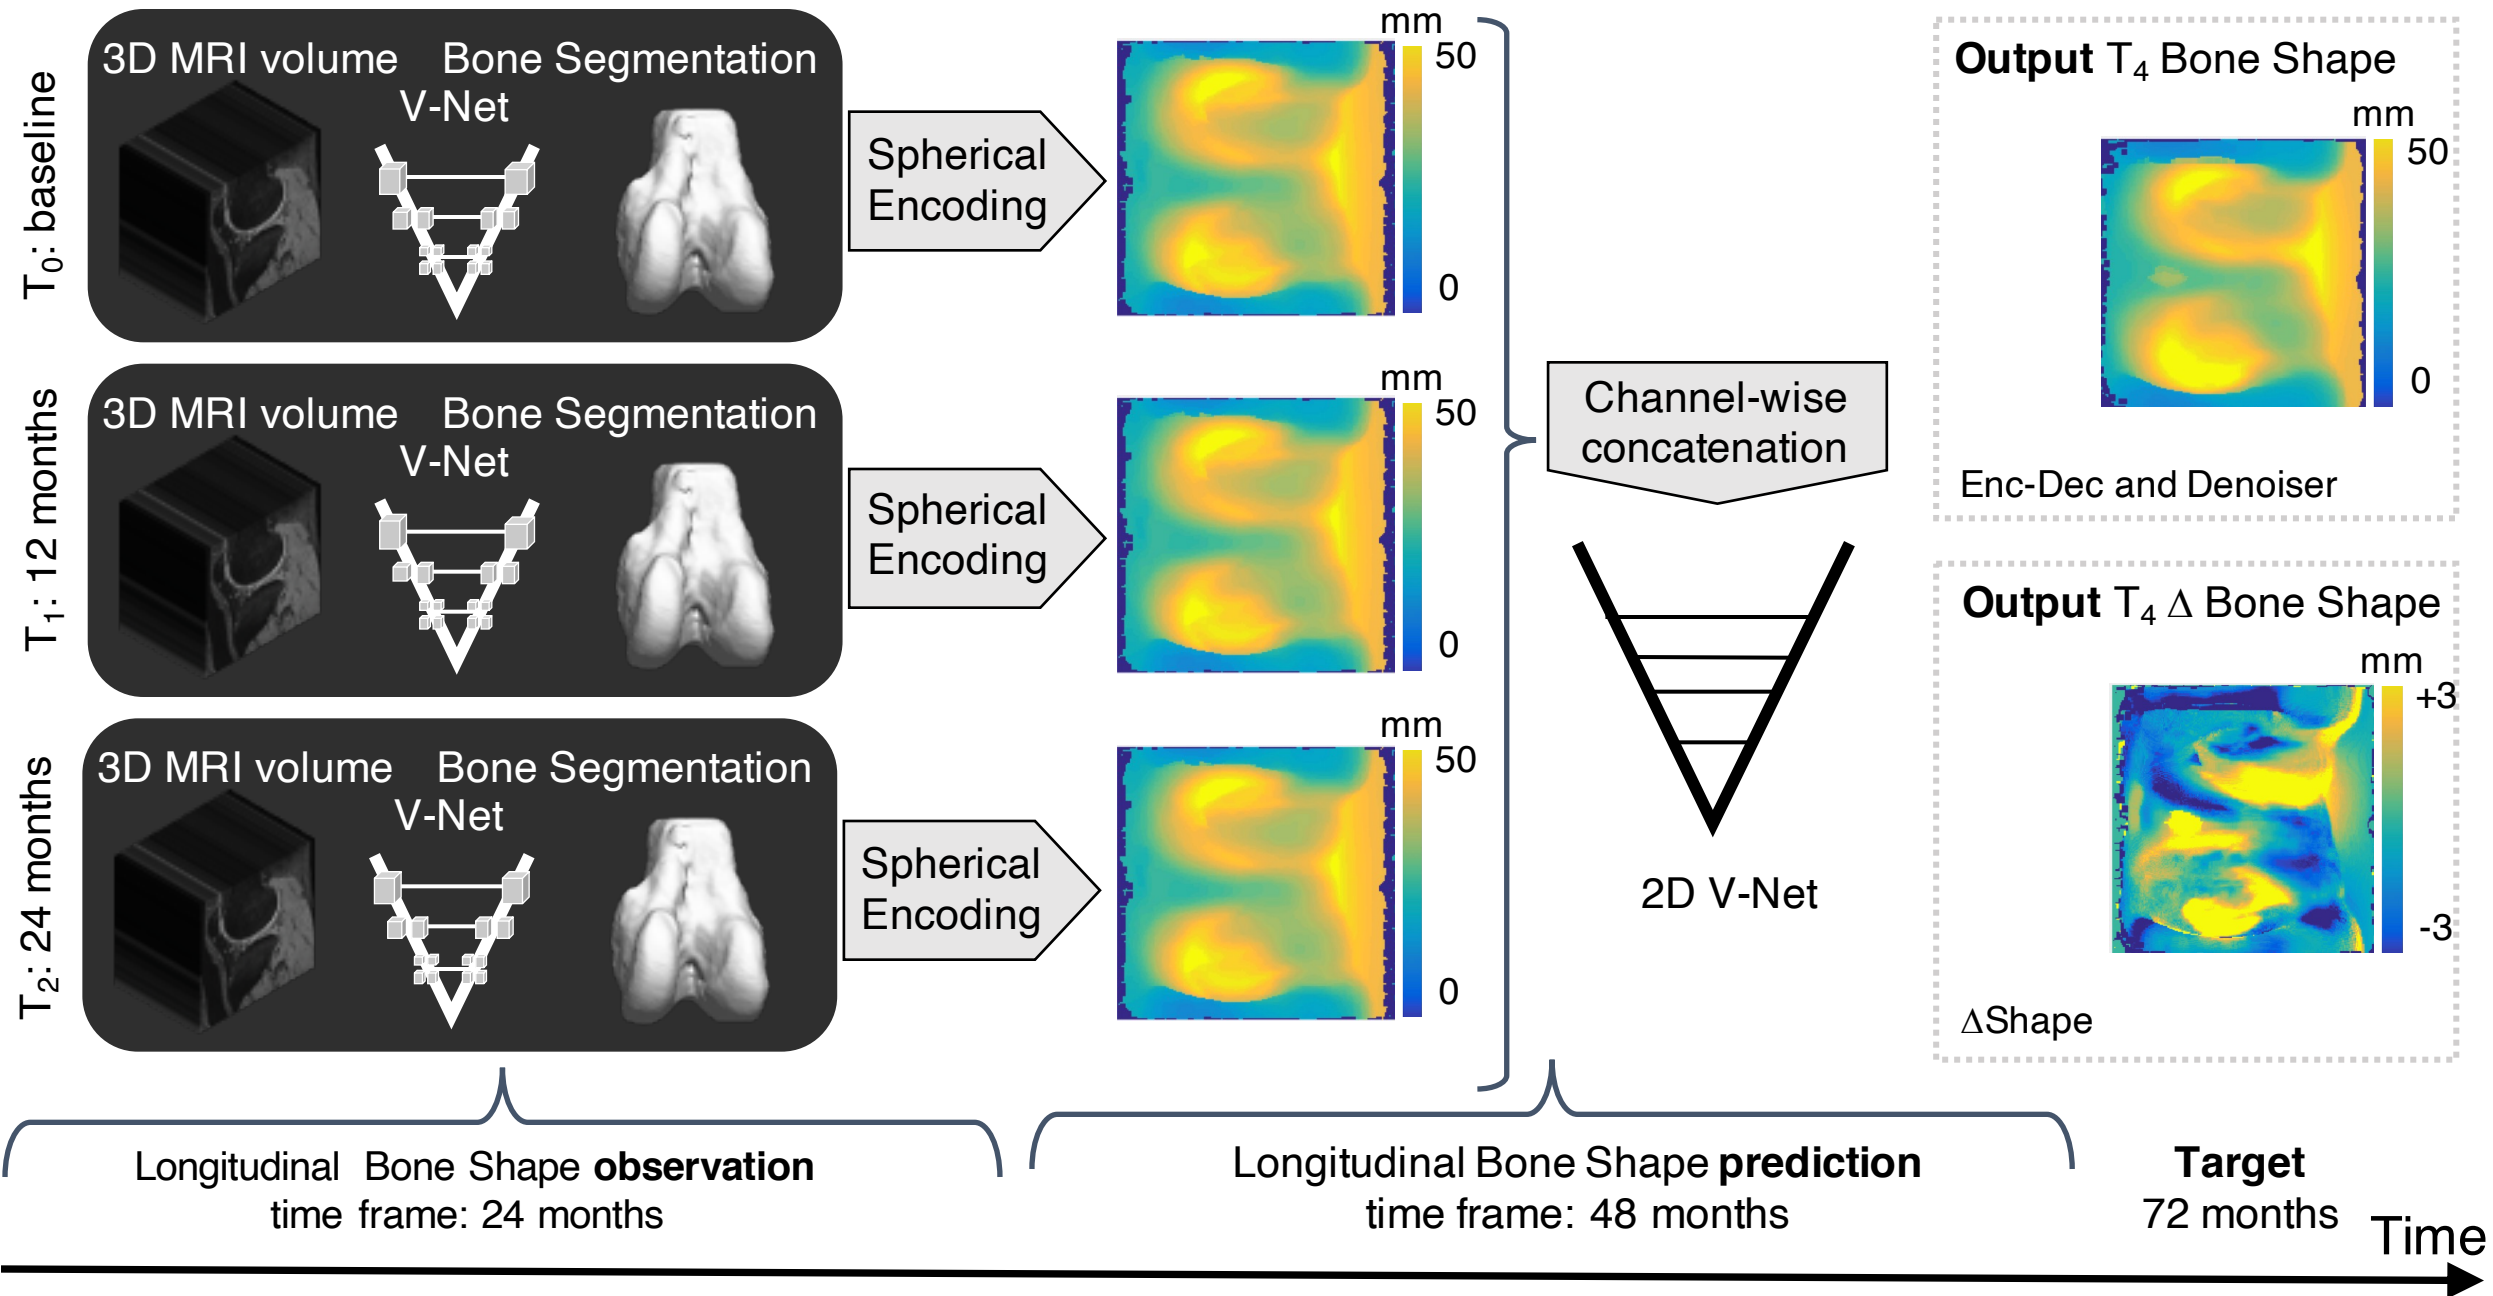 T0: baseline
3D MRI volume
Bone Segmentation
V-Net
Spherical
Encoding
mm
50
0
T1: 12 months
3D MRI volume
Bone Segmentation
V-Net
Spherical
Encoding
mm
50
0
T2: 24 months
3D MRI volume
Bone Segmentation
V-Net
Spherical
Encoding
mm
50
0
Channel-wise
concatenation
2D V-Net
Output T4 Bone Shape
mm
50
0
Enc-Dec and Denoiser
Output T4 Δ Bone Shape
mm
+3
-3
ΔShape
Longitudinal Bone Shape observation
time frame: 24 months
Longitudinal Bone Shape prediction
time frame: 48 months
Target
72 months
Time